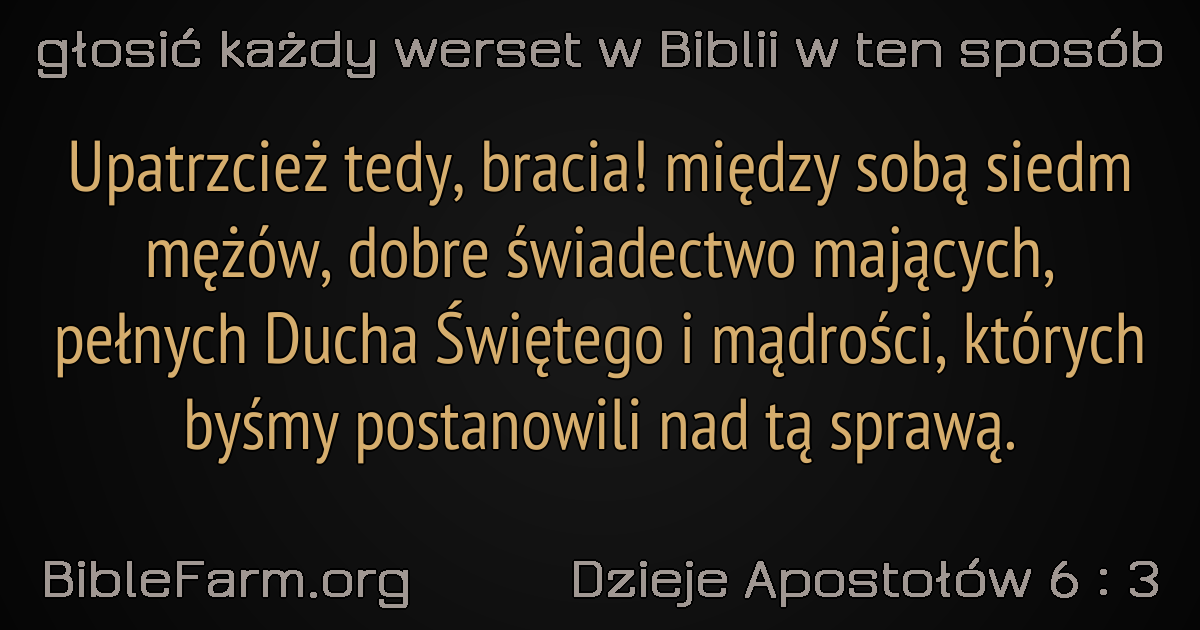 głosić każdy werset w Biblii w ten sposób
Upatrzcież tedy, bracia! między sobą siedm
mężów, dobre świadectwo mających,
pełnych Ducha Świętego i mądrości, których
byśmy postanowili nad tą sprawą.
BibleFarm.org
Dzieje Apostołów 6 : 3